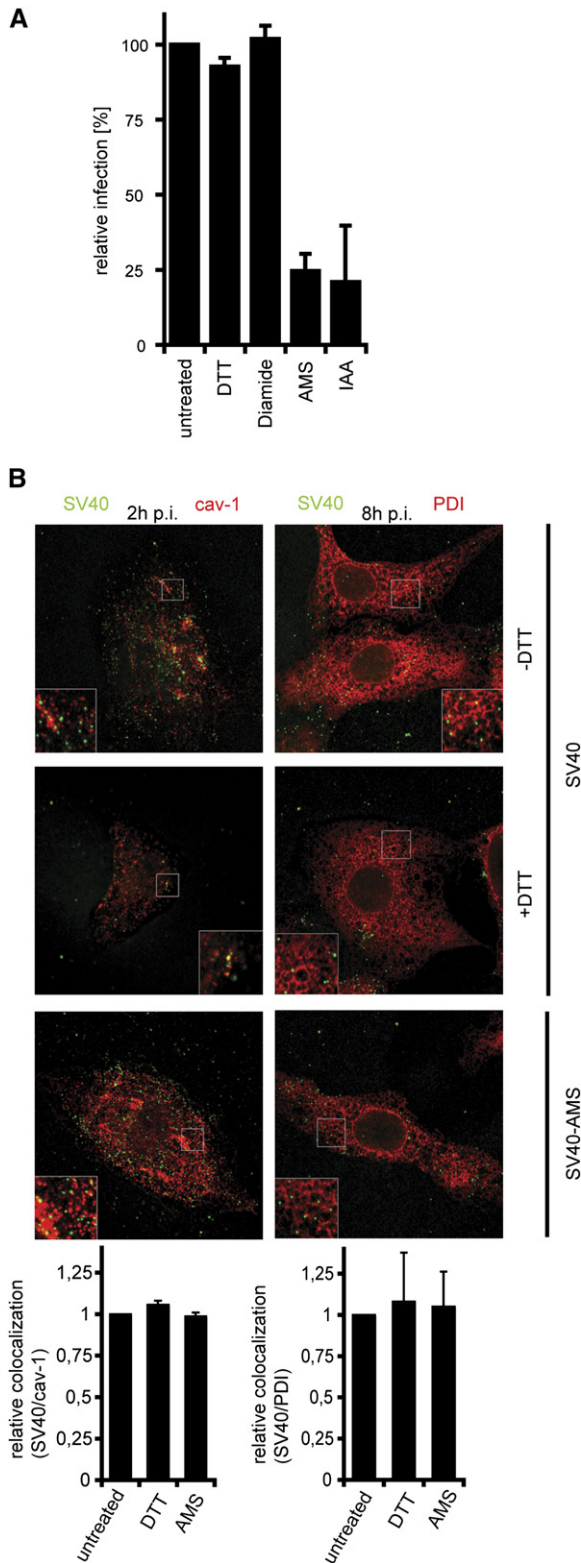 A
relative infection [%]
100
75
50
25
0
untreated
DTT
Diamide
AMS
IAA
B
SV40 2h p.i. cav-1
SV40 8h p.i. PDI
-DTT
+DTT
SV40
SV40-AMS
relative colocalization
(SV40/cav-1)
1,25
1
0,75
0,5
0,25
0
untreated
DTT
AMS
relative colocalization
(SV40/PDI)
1,25
1
0,75
0,5
0,25
0
untreated
DTT
AMS